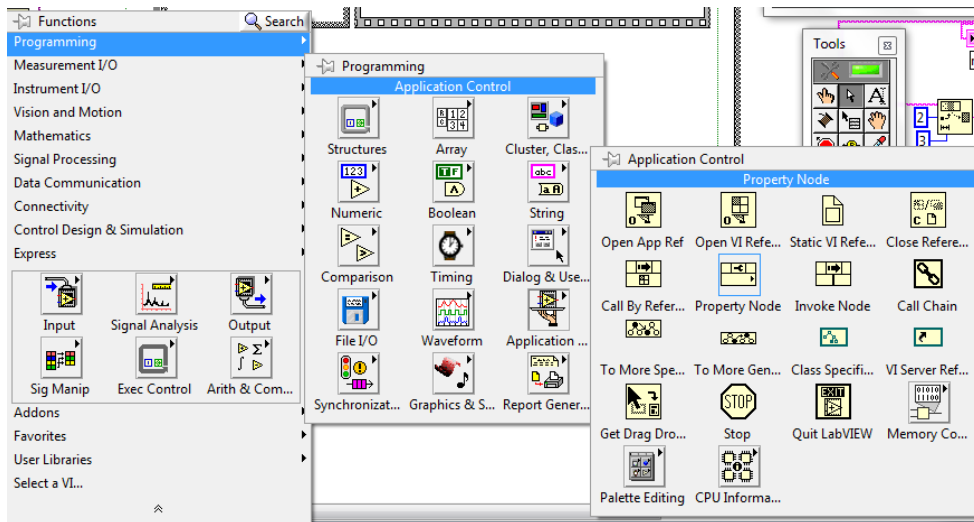 Functions
Search
Programming
Measurement I/O
Instrument I/O
Vision and Motion
Mathematics
Signal Processing
Data Communication
Connectivity
Control Design & Simulation
Express
Input Signal Analysis Output
Sig Manip Exec Control Arith & Com...
Addons
Favorites
User Libraries
Select a VI...
Programming
Application Control
Structures Array Cluster, Clas...
Numeric Boolean String
Comparison Timing Dialog & Use...
File I/O Waveform Application ...
Synchronizat... Graphics & S... Report Gener...
Tools
2
3
Application Control
Property Node
Open App Ref Open VI Refe... Static VI Refe... Close Refere...
Call By Refer... Property Node Invoke Node Call Chain
To More Spe... To More Gen... Class Specifi... VI Server Ref...
STOP
EXIT
Get Drag Dro... Stop Quit LabVIEW Memory Co...
Palette Editing CPU Informa...